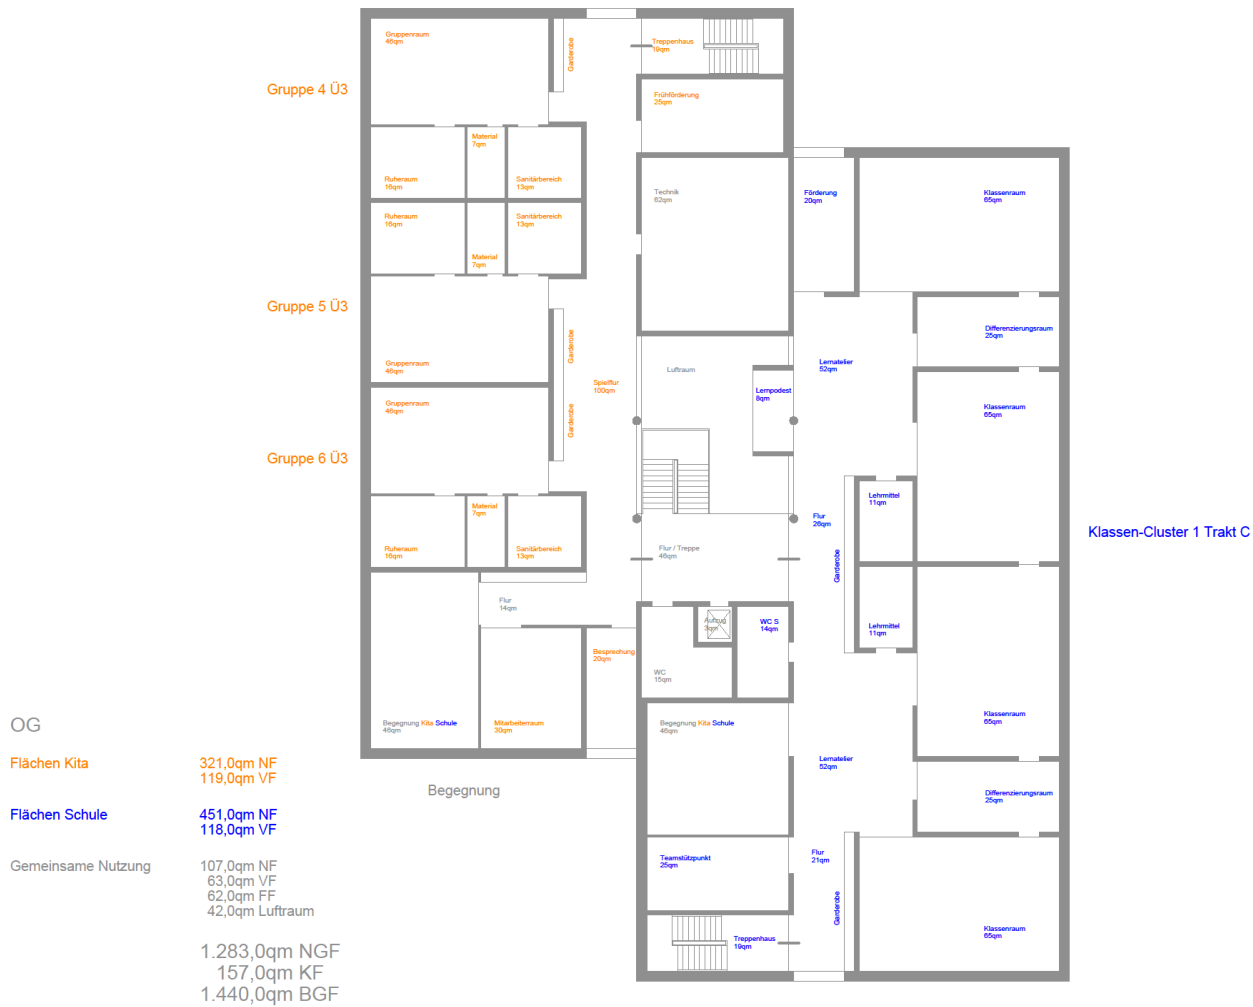 Gruppenraum
46qm
Garderobe
Treppenhaus
19qm
Gruppe 4 Ü3
Frühförderung
25qm
Material
7qm
Ruheraum
16qm
Sanitärbereich
13qm
Technik
62qm
Förderung
20qm
Klassenraum
65qm
Ruheraum
16qm
Sanitärbereich
13qm
Material
7qm
Gruppe 5 Ü3
Gruppenraum
46qm
Garderobe
Differenzierungsraum
25qm
Lernatelier
52qm
Luftraum
Spielflur
100qm
Lernpodest
8qm
Gruppenraum
46qm
Garderobe
Klassenraum
65qm
Gruppe 6 Ü3
Material
7qm
Lehrmittel
11qm
Flur
26qm
Klassen-Cluster 1 Trakt C
Ruheraum
16qm
Sanitärbereich
13qm
Flur / Treppe
46qm
Garderobe
Flur
14qm
Aufzug
3qm
WC S
14qm
Lehrmittel
11qm
Besprechung
20qm
WC
15qm
Begegnung Kita Schule
46qm
Mitarbeiterraum
30qm
Begegnung Kita Schule
46qm
Klassenraum
65qm
Lernatelier
52qm
Begegnung
Differenzierungsraum
25qm
Teamstützpunkt
25qm
Flur
21qm
Garderobe
Treppenhaus
19qm
Klassenraum
65qm
OG
Flächen Kita 321,0qm NF
119,0qm VF
Flächen Schule 451,0qm NF
118,0qm VF
Gemeinsame Nutzung 107,0qm NF
63,0qm VF
62,0qm FF
42,0qm Luftraum
1.283,0qm NGF
157,0qm KF
1.440,0qm BGF